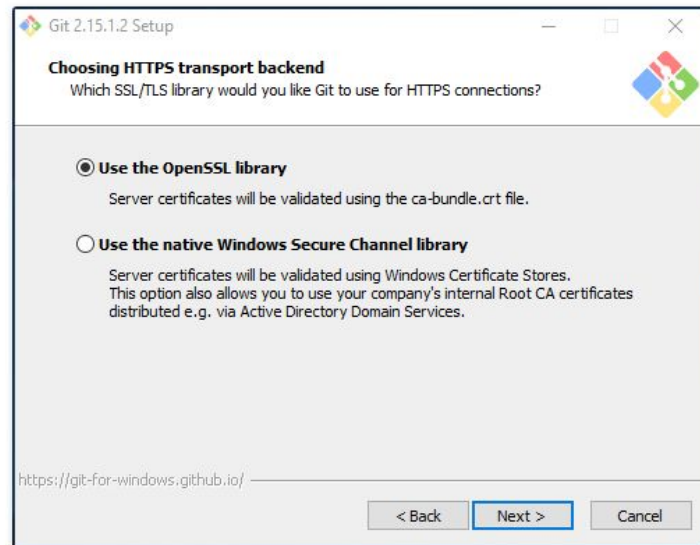 Git 2.15.1.2 Setup
Choosing HTTPS transport backend
Which SSL/TLS library would you like Git to use for HTTPS connections?
Use the OpenSSL library
Server certificates will be validated using the ca-bundle.crt file.
Use the native Windows Secure Channel library
Server certificates will be validated using Windows Certificate Stores.
This option also allows you to use your company's internal Root CA certificates
distributed e.g. via Active Directory Domain Services.
https://git-for-windows.github.io/
< Back Next > Cancel